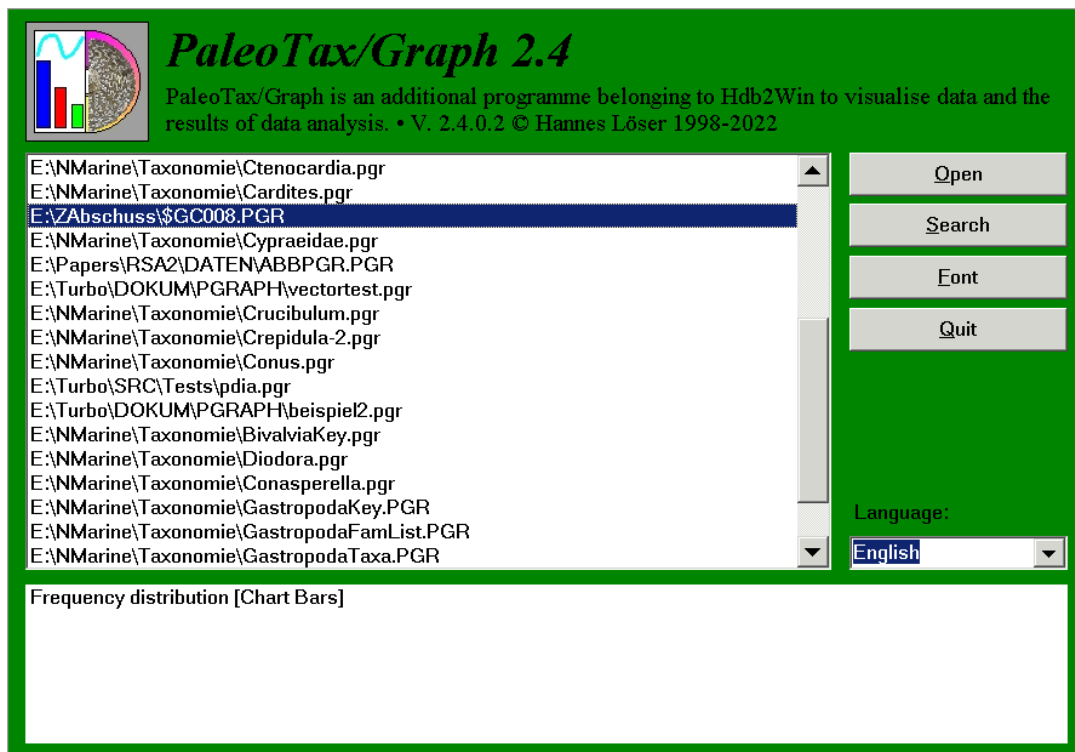 PaleoTax/Graph 2.4
PaleoTax/Graph is an additional programme belonging to Hdb2Win to visualise data and the
results of data analysis. • V. 2.4.0.2 © Hannes Löser 1998-2022
E:\NMarine\Taxonomie\Ctenocardia.pgr
E:\NMarine\Taxonomie\Cardites.pgr
E:\ZAbschuss\$GC008.PGR
E:\NMarine\Taxonomie\Cypraeidae.pgr
E:\Papers\RSA2\DATEN\ABBPGR.PGR
E:\Turbo\DOKUM\PGRAPH\vectortest.pgr
E:\NMarine\Taxonomie\Crucibulum.pgr
E:\NMarine\Taxonomie\Crepidula-2.pgr
E:\NMarine\Taxonomie\Conus.pgr
E:\Turbo\SRC\Tests\pdia.pgr
E:\Turbo\DOKUM\PGRAPH\beispiel2.pgr
E:\NMarine\Taxonomie\BivalviaKey.pgr
E:\NMarine\Taxonomie\Diodora.pgr
E:\NMarine\Taxonomie\Conasperella.pgr
E:\NMarine\Taxonomie\GastropodaKey.PGR
E:\NMarine\Taxonomie\GastropodaFamList.PGR
E:\NMarine\Taxonomie\GastropodaTaxa.PGR
Open
Search
Font
Quit
Language:
English
Frequency distribution [Chart Bars]